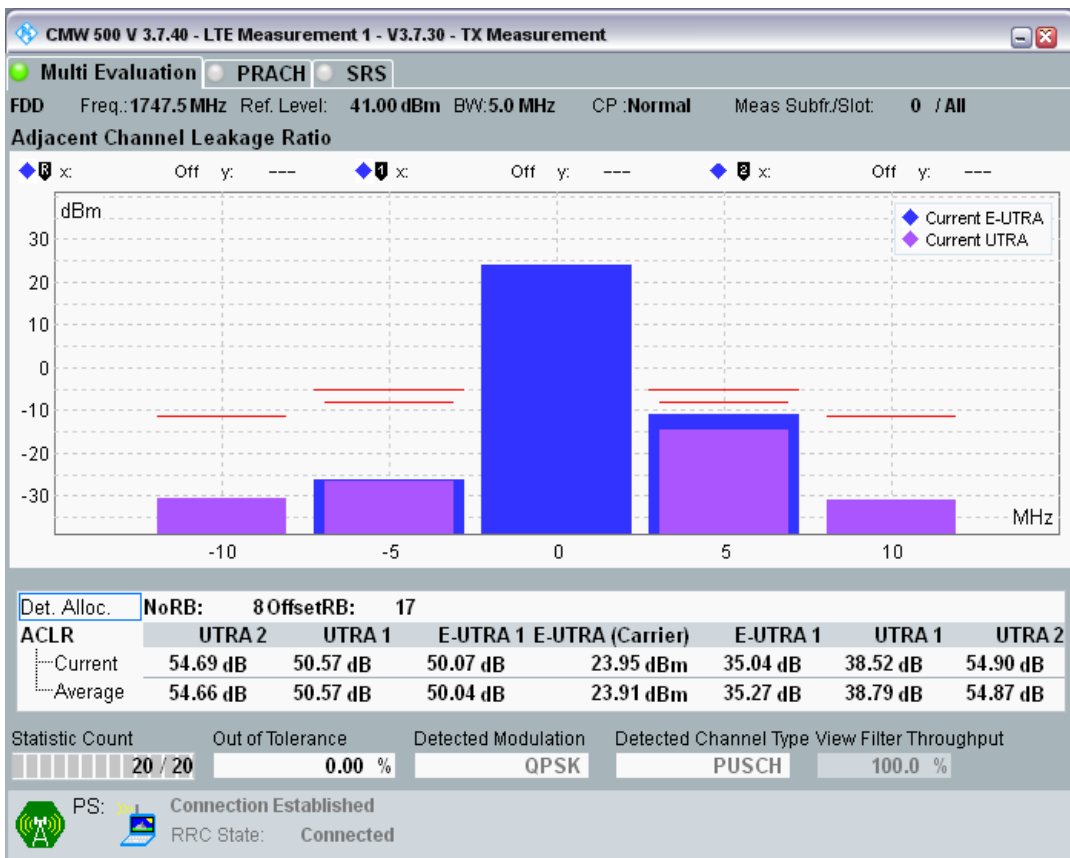 CMW 500 V 3.7.40 - LTE Measurement 1 - V3.7.30 - TX Measurement
Multi Evaluation PRACH SRS
FDD Freq.:1747.5 MHz Ref. Level: 41.00 dBm BW:5.0 MHz CP :Normal Meas Subfr./Slot: 0 / All
Adjacent Channel Leakage Ratio
R x: Off y: --- 1 x: Off y: --- 2 x: Off y: ---
dBm
Current E-UTRA
Current UTRA
30
20
10
0
-10
-20
-30
MHz
-10 -5 0 5 10
Det. Alloc. NoRB: 8 OffsetRB: 17
ACLR UTRA 2 UTRA 1 E-UTRA 1 E-UTRA (Carrier) E-UTRA 1 UTRA 1 UTRA 2
Current 54.69 dB 50.57 dB 50.07 dB 23.95 dBm 35.04 dB 38.52 dB 54.90 dB
Average 54.66 dB 50.57 dB 50.04 dB 23.91 dBm 35.27 dB 38.79 dB 54.87 dB
Statistic Count Out of Tolerance Detected Modulation Detected Channel Type View Filter Throughput
20 / 20 0.00 % QPSK PUSCH 100.0 %
PS: Connection Established
RRC State: Connected